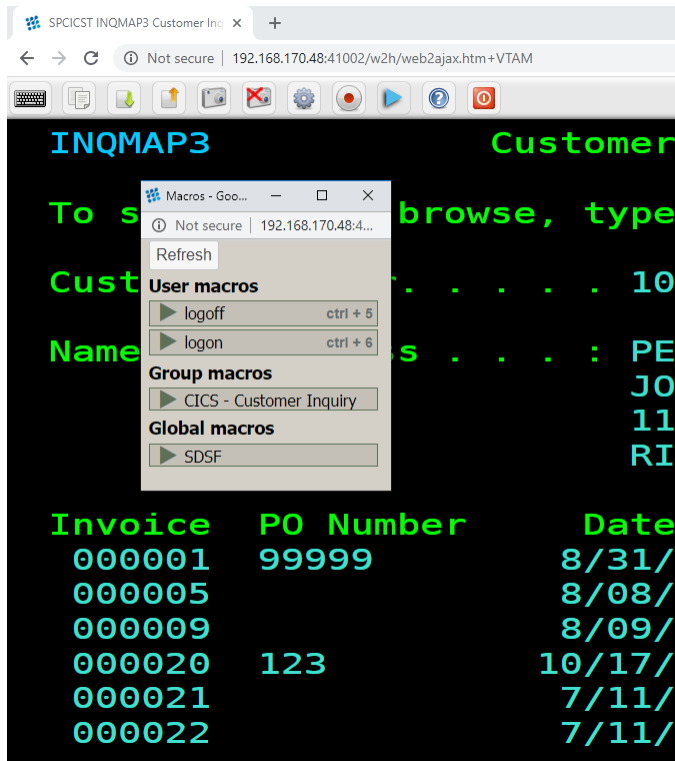 SPCICST INQMAP3 Customer Inq
Not secure | 192.168.170.48:41002/w2h/web2ajax.htm+VTAM
INQMAP3 Customer
Macros - Goo...
To s browse, type
Not secure | 192.168.170.48:4...
Refresh
Cust r. . . . . 10
User macros
logoff ctrl + 5
logon ctrl + 6
Name ss . . . : PE
Group macros
JO
CICS - Customer Inquiry
11
Global macros
SDSF
RI
Invoice PO Number Date
000001 99999 8/31/
000005 8/08/
000009 8/09/
000020 123 10/17/
000021 7/11/
000022 7/11/